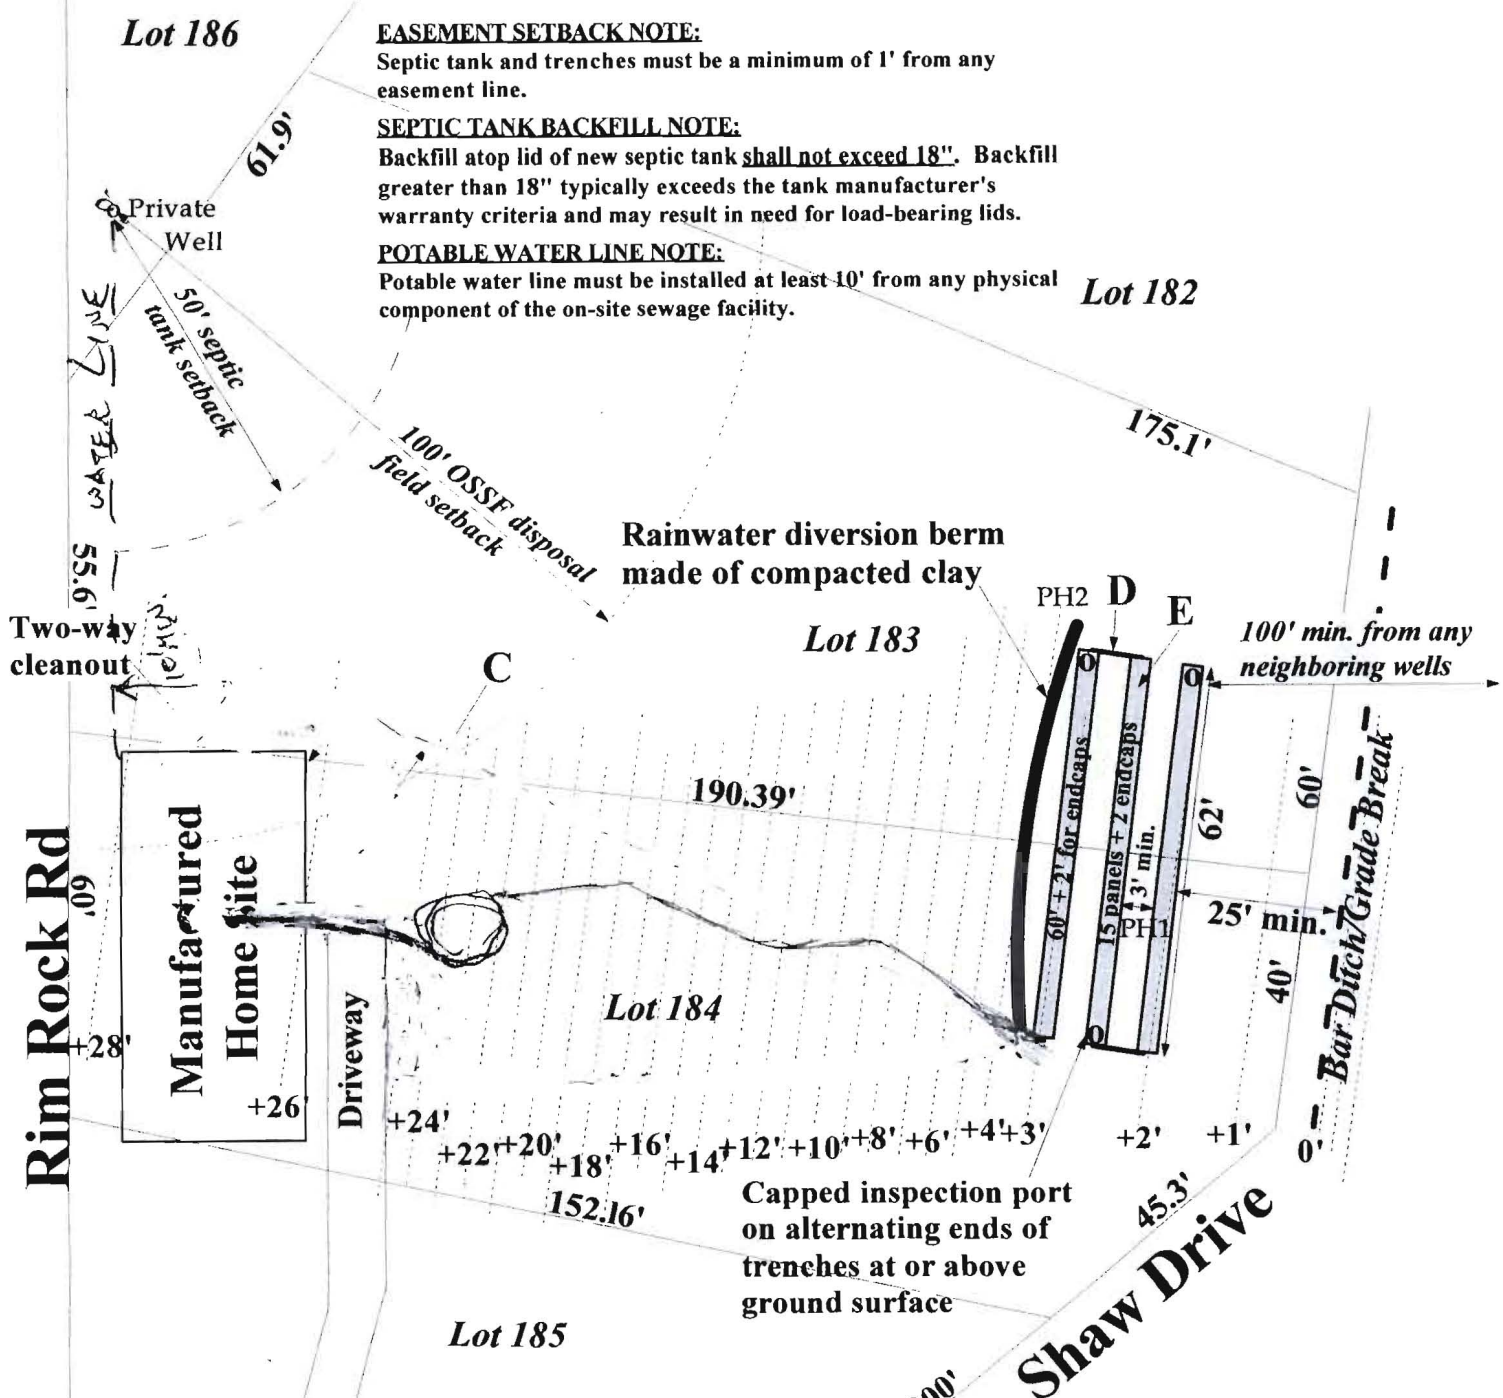 Lot 186
EASEMENT SETBACK NOTE:
Septic tank and trenches must be a minimum of 1' from any
easement line.
61.9'
SEPTIC TANK BACKFILL NOTE:
Backfill atop lid of new septic tank shall not exceed 18". Backfill
greater than 18" typically exceeds the tank manufacturer's
warranty criteria and may result in need for load-bearing lids.
Private
Well
POTABLE WATER LINE NOTE:
Potable water line must be installed at least 10' from any physical
component of the on-site sewage facility.
Lot 182
WATER LINE
50' septic
tank setback
175.1'
100' OSSF disposal
field setback
55.6'
Rainwater diversion berm
made of compacted clay
PH2
D
E
Two-way
cleanout
10' MIN.
Lot 183
100' min. from any
neighboring wells
C
190.39'
60' + 2' for endcaps
15 panels + 2 endcaps
3' min.
PH1
62'
60'
25' min.
40'
Bar Ditch/Grade Break
Rim Rock Rd
60'
Manufactured
Home Site
Driveway
Lot 184
+28'
+26'
+24'
+22'
+20'
+18'
+16'
+14'
+12'
+10'
+8'
+6'
+4'
+3'
+2'
+1'
0'
152.16'
Capped inspection port
on alternating ends of
trenches at or above
ground surface
45.3'
Shaw Drive
Lot 185
00'